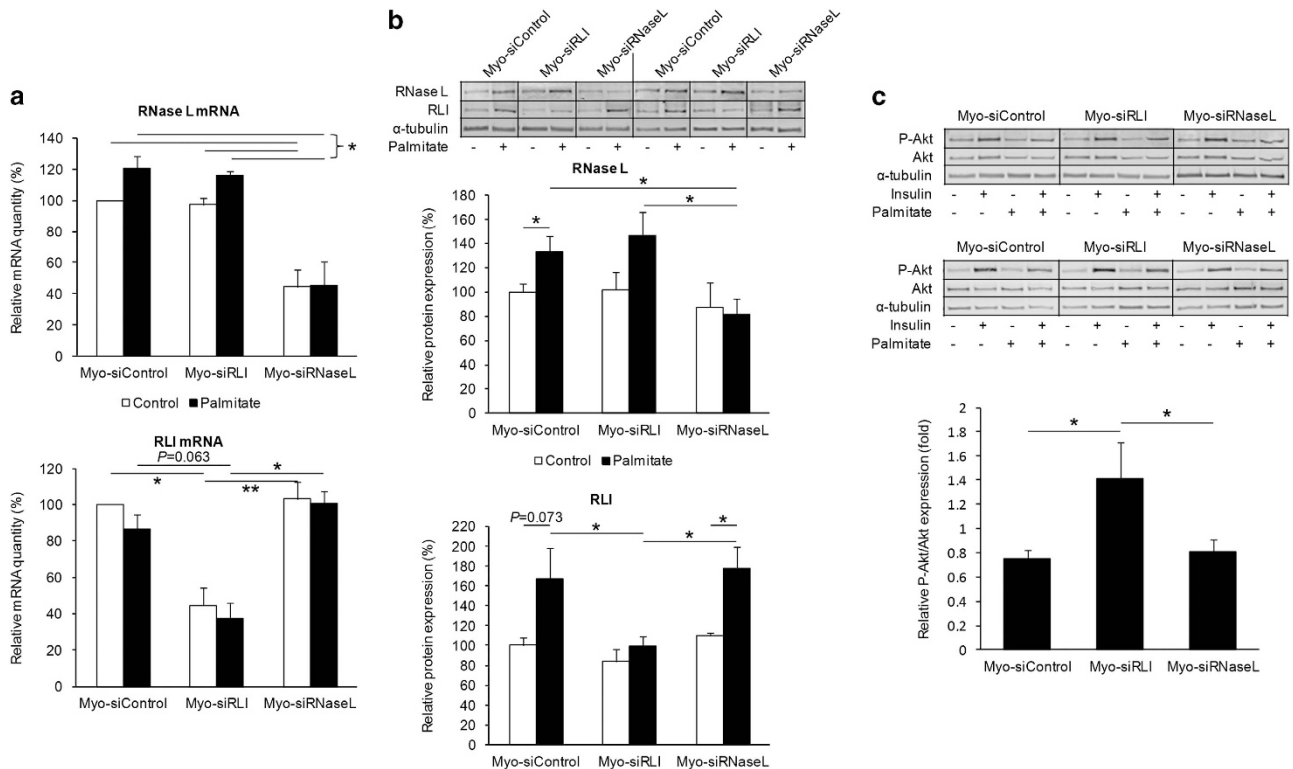 a
RNase L mRNA
Relative mRNA quantity (%)
140
120
100
80
60
40
20
0
*
Myo-siControl Myo-siRLI Myo-siRNaseL
Control Palmitate
RLI mRNA
Relative mRNA quantity (%)
120
100
80
60
40
20
0
P=0.063
* *
**
Myo-siControl Myo-siRLI Myo-siRNaseL
b
Myo-siControl Myo-siRLI Myo-siRNaseL Myo-siControl Myo-siRLI Myo-siRNaseL
RNase L
RLI
α-tubulin
Palmitate - + - + - + - + - + - +
RNase L
Relative protein expression (%)
180
160
140
120
100
80
60
40
20
0
*
*
*
Myo-siControl Myo-siRLI Myo-siRNaseL
Control Palmitate
RLI
Relative protein expression (%)
220
200
180
160
140
120
100
80
60
40
20
0
P=0.073 * * *
Myo-siControl Myo-siRLI Myo-siRNaseL
c
Myo-siControl Myo-siRLI Myo-siRNaseL
P-Akt
Akt
α-tubulin
Insulin - + - + - + - + - + - +
Palmitate - - + + - - + + - - + +
Myo-siControl Myo-siRLI Myo-siRNaseL
P-Akt
Akt
α-tubulin
Insulin - + - + - + - + - + - +
Palmitate - - + + - - + + - - + +
Relative P-Akt/Akt expression (fold)
2
1.8
1.6
1.4
1.2
1
0.8
0.6
0.4
0.2
0
* *
Myo-siControl Myo-siRLI Myo-siRNaseL